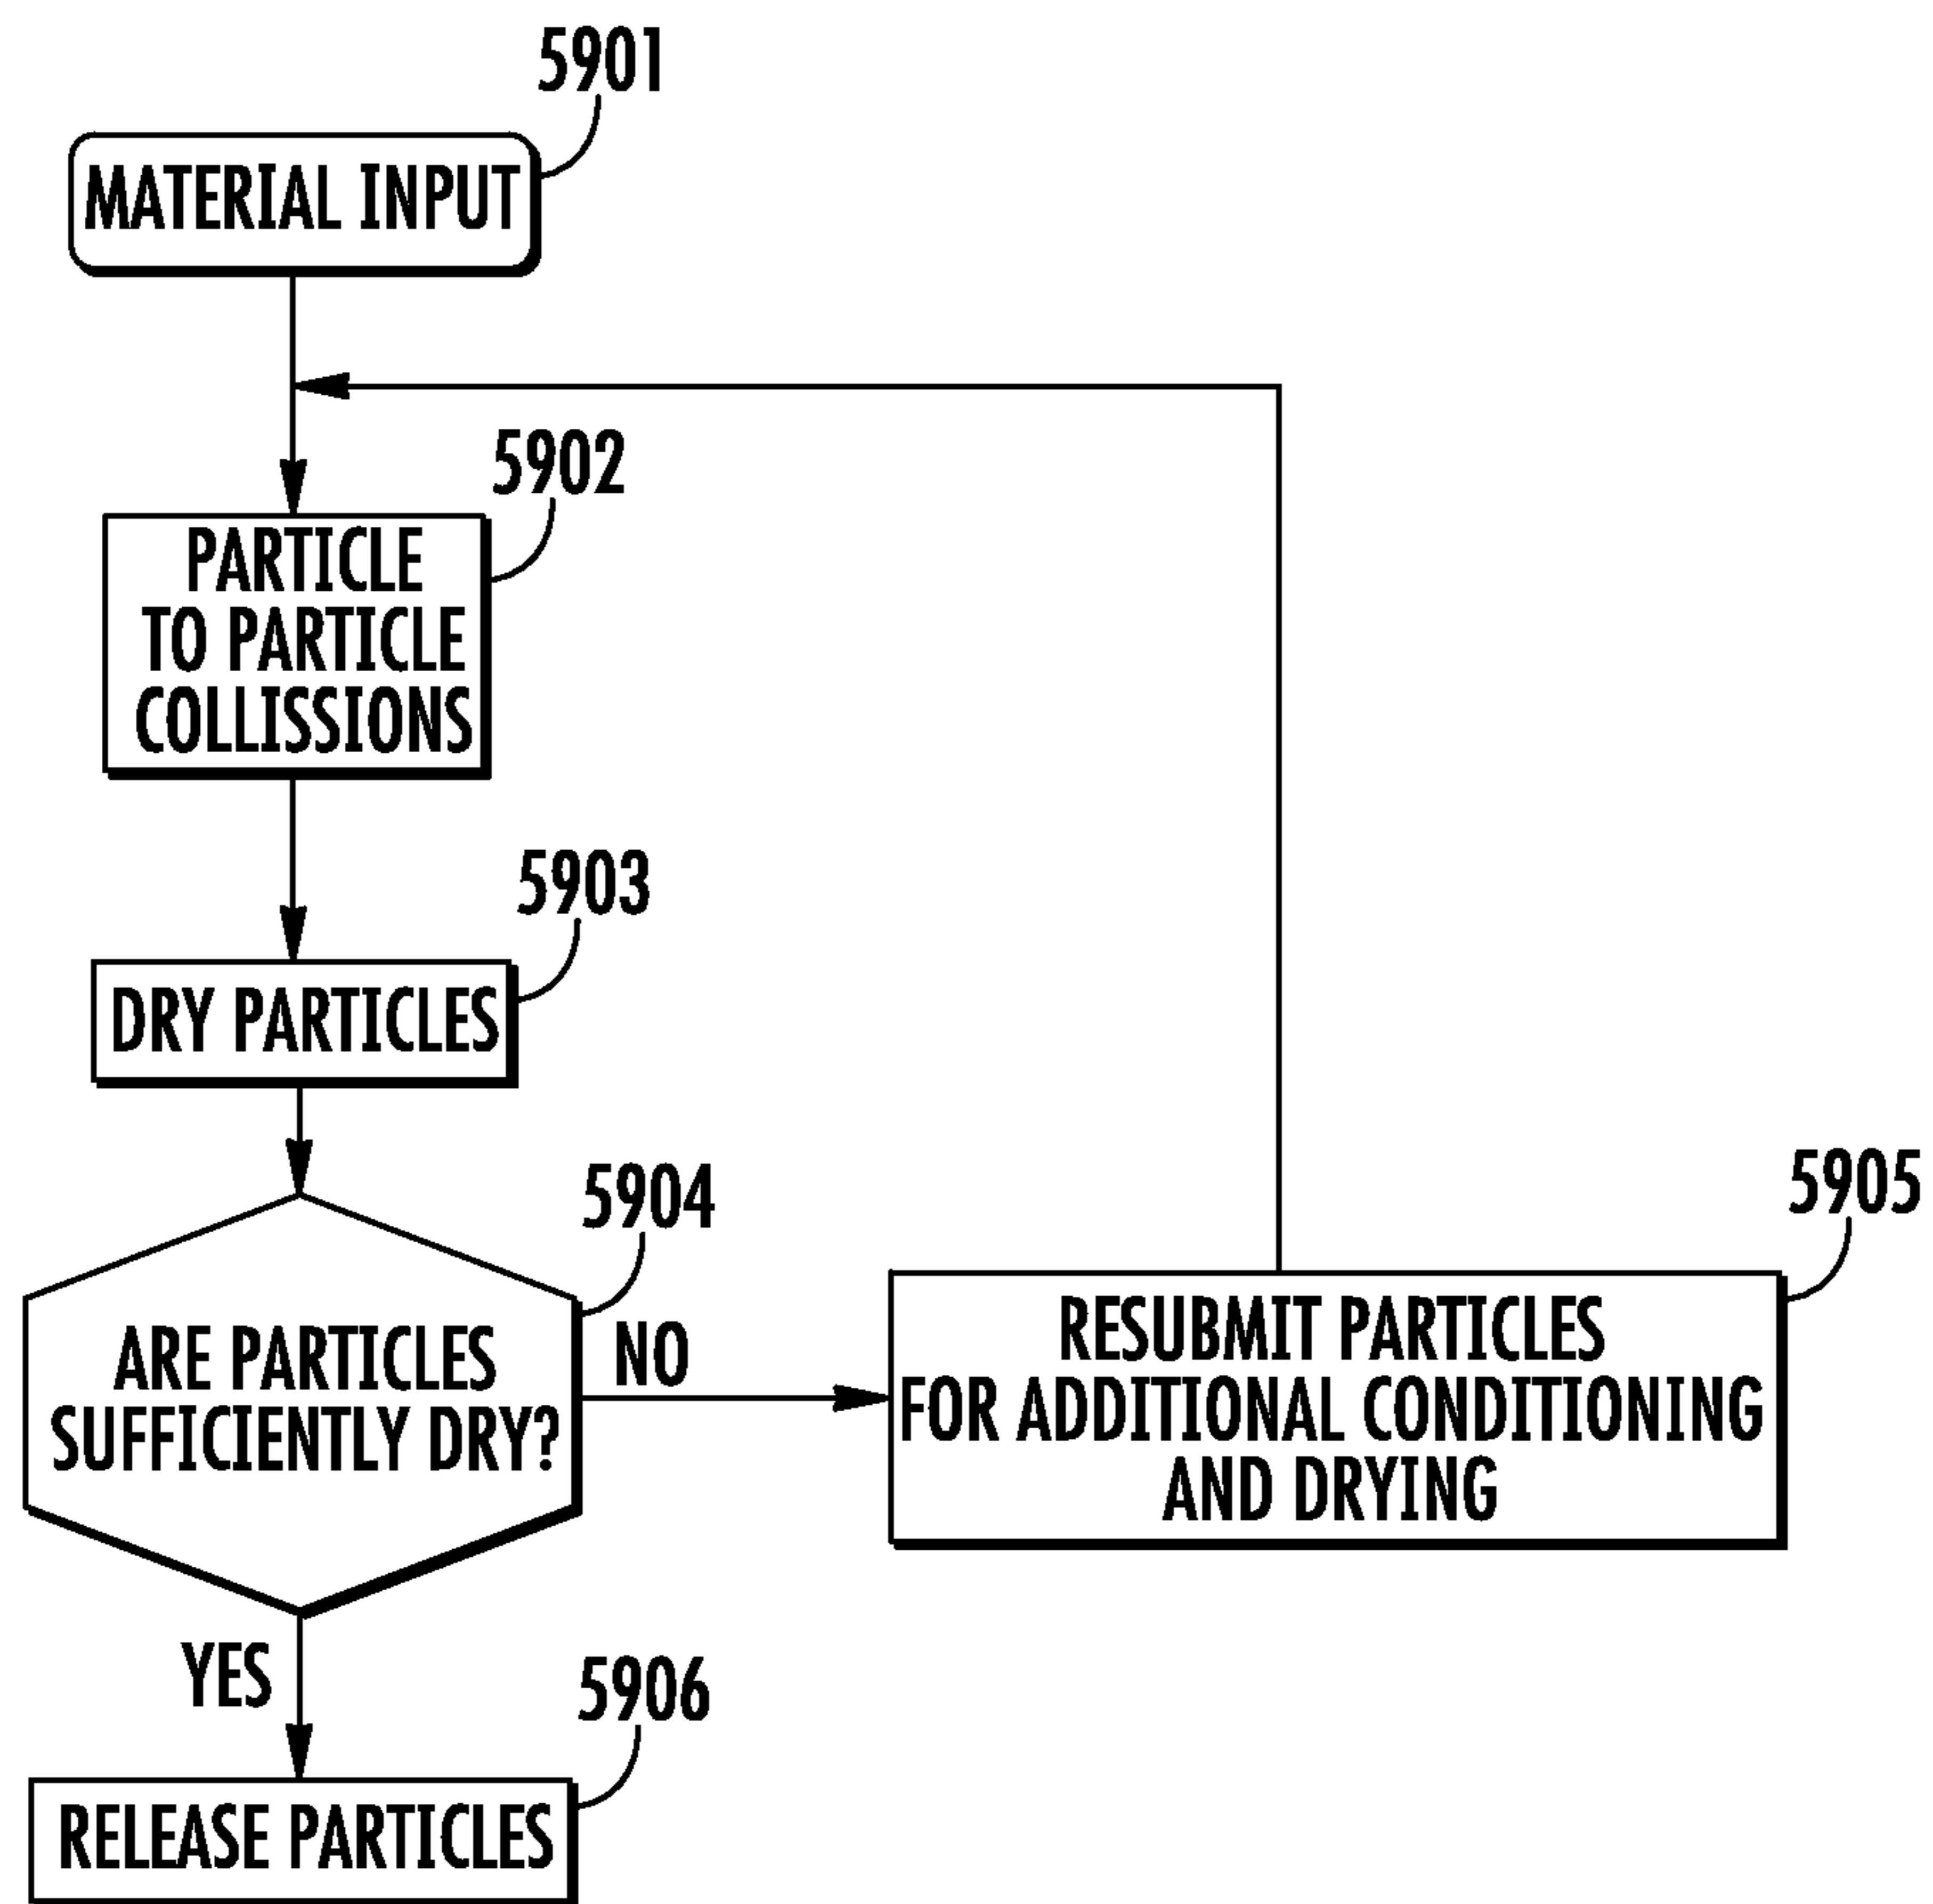 5901
MATERIAL INPUT
5902
PARTICLE
TO PARTICLE
COLLISSIONS
5903
DRY PARTICLES
5904
ARE PARTICLES
SUFFICIENTLY DRY?
NO
5905
RESUBMIT PARTICLES
FOR ADDITIONAL CONDITIONING
AND DRYING
YES
5906
RELEASE PARTICLES